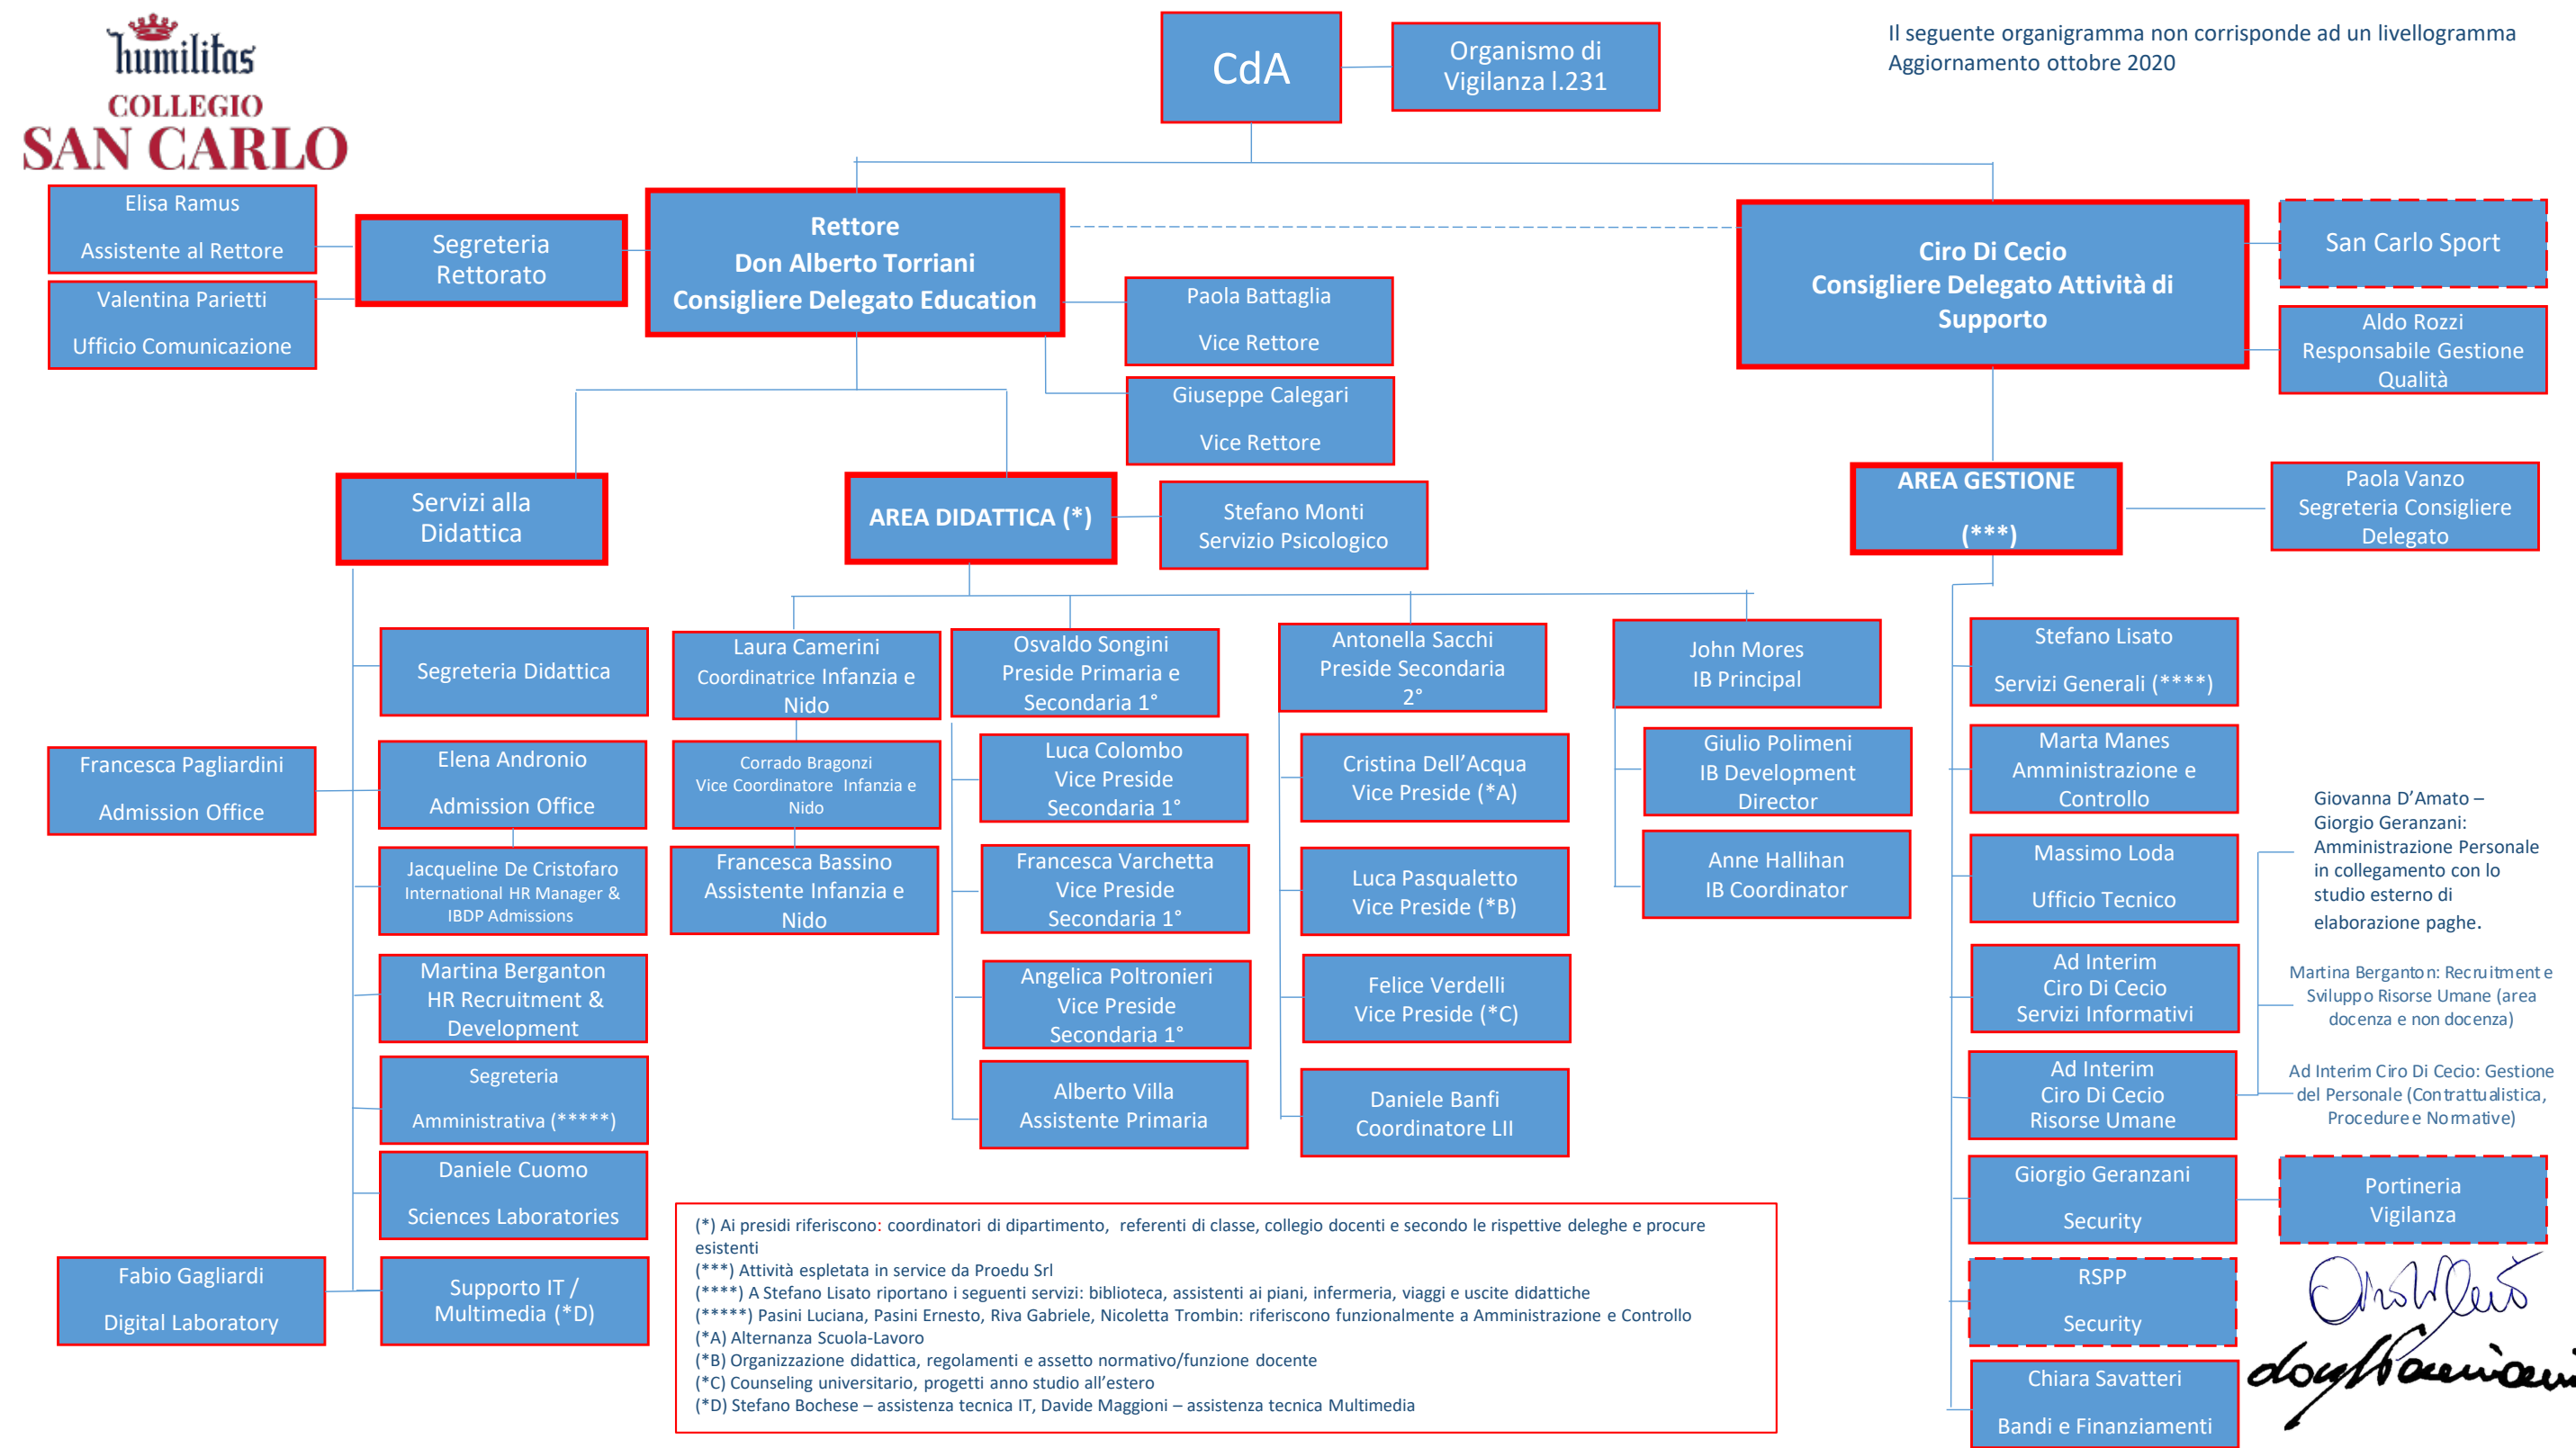 humilitas
COLLEGIO
SAN CARLO
CdA
Organismo di
Vigilanza l.231
Il seguente organigramma non corrisponde ad un livellogramma
Aggiornamento ottobre 2020
Elisa Ramus
Assistente al Rettore
Valentina Parietti
Ufficio Comunicazione
Segreteria
Rettorato
Rettore
Don Alberto Torriani
Consigliere Delegato Education
Paola Battaglia
Vice Rettore
Giuseppe Calegari
Vice Rettore
Ciro Di Cecio
Consigliere Delegato Attività di
Supporto
San Carlo Sport
Aldo Rozzi
Responsabile Gestione
Qualità
Servizi alla
Didattica
AREA DIDATTICA (*)
Stefano Monti
Servizio Psicologico
AREA GESTIONE
(***)
Paola Vanzo
Segreteria Consigliere
Delegato
Segreteria Didattica
Francesca Pagliardini
Admission Office
Elena Andronio
Admission Office
Jacqueline De Cristofaro
International HR Manager &
IBDP Admissions
Martina Berganton
HR Recruitment &
Development
Segreteria
Amministrativa (*****)
Daniele Cuomo
Sciences Laboratories
Fabio Gagliardi
Digital Laboratory
Supporto IT /
Multimedia (*D)
Laura Camerini
Coordinatrice Infanzia e
Nido
Corrado Bragonzi
Vice Coordinatore Infanzia e
Nido
Francesca Bassino
Assistente Infanzia e
Nido
Osvaldo Songini
Preside Primaria e
Secondaria 1°
Luca Colombo
Vice Preside
Secondaria 1°
Francesca Varchetta
Vice Preside
Secondaria 1°
Angelica Poltronieri
Vice Preside
Secondaria 1°
Alberto Villa
Assistente Primaria
Antonella Sacchi
Preside Secondaria
2°
Cristina Dell’Acqua
Vice Preside (*A)
Luca Pasqualetto
Vice Preside (*B)
Felice Verdelli
Vice Preside (*C)
Daniele Banfi
Coordinatore LII
John Mores
IB Principal
Giulio Polimeni
IB Development
Director
Anne Hallihan
IB Coordinator
Stefano Lisato
Servizi Generali (****)
Marta Manes
Amministrazione e
Controllo
Massimo Loda
Ufficio Tecnico
Ad Interim
Ciro Di Cecio
Servizi Informativi
Ad Interim
Ciro Di Cecio
Risorse Umane
Giorgio Geranzani
Security
RSPP
Security
Chiara Savatteri
Bandi e Finanziamenti
Giovanna D’Amato –
Giorgio Geranzani:
Amministrazione Personale
in collegamento con lo
studio esterno di
elaborazione paghe.
Martina Berganton: Recruitment e
Sviluppo Risorse Umane (area
docenza e non docenza)
Ad Interim Ciro Di Cecio: Gestione
del Personale (Contrattualistica,
Procedure e Normative)
Portineria
Vigilanza
(*) Ai presidi riferiscono: coordinatori di dipartimento, referenti di classe, collegio docenti e secondo le rispettive deleghe e procure
esistenti
(***) Attività espletata in service da Proedu Srl
(****) A Stefano Lisato riportano i seguenti servizi: biblioteca, assistenti ai piani, infermeria, viaggi e uscite didattiche
(*****) Pasini Luciana, Pasini Ernesto, Riva Gabriele, Nicoletta Trombin: riferiscono funzionalmente a Amministrazione e Controllo
(*A) Alternanza Scuola-Lavoro
(*B) Organizzazione didattica, regolamenti e assetto normativo/funzione docente
(*C) Counseling universitario, progetti anno studio all’estero
(*D) Stefano Bochese – assistenza tecnica IT, Davide Maggioni – assistenza tecnica Multimedia